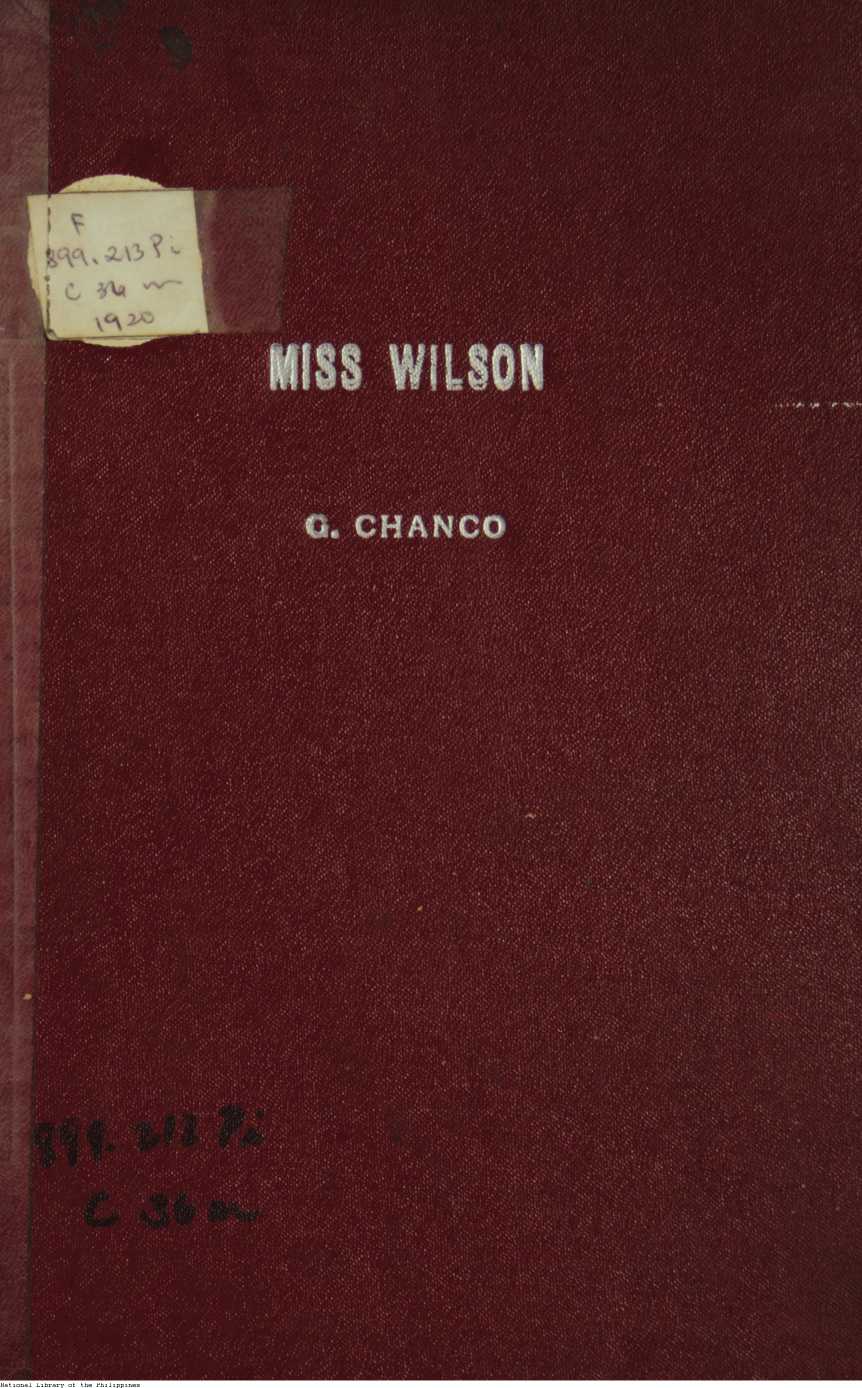 F
899.213 Pi
C 36 m
1920
MISS WILSON
G. CHANCO
899.213 Pi
C 36 m
National Library of the Philippines